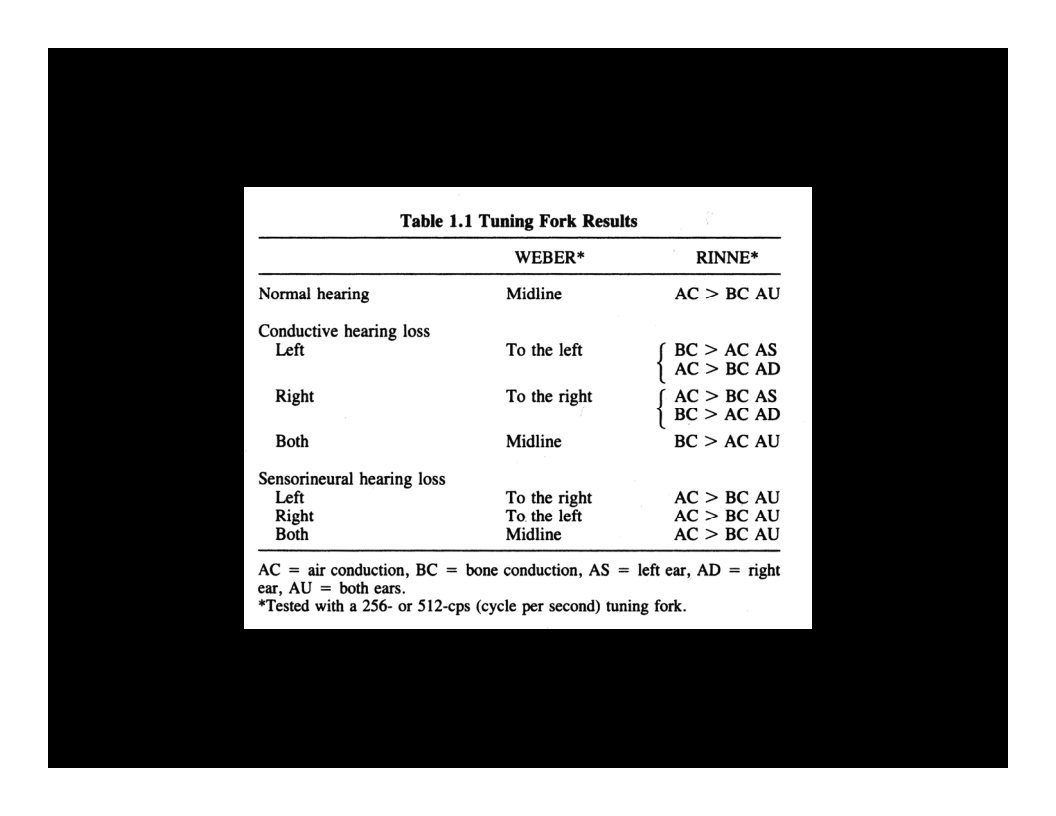 Table 1.1 Tuning Fork Results
WEBER* RINNE*
Normal hearing Midline AC > BC AU
Conductive hearing loss
Left To the left BC > AC AS
AC > BC AD
Right To the right AC > BC AS
BC > AC AD
Both Midline BC > AC AU
Sensorineural hearing loss
Left To the right AC > BC AU
Right To the left AC > BC AU
Both Midline AC > BC AU
AC = air conduction, BC = bone conduction, AS = left ear, AD = right
ear, AU = both ears.
*Tested with a 256- or 512-cps (cycle per second) tuning fork.